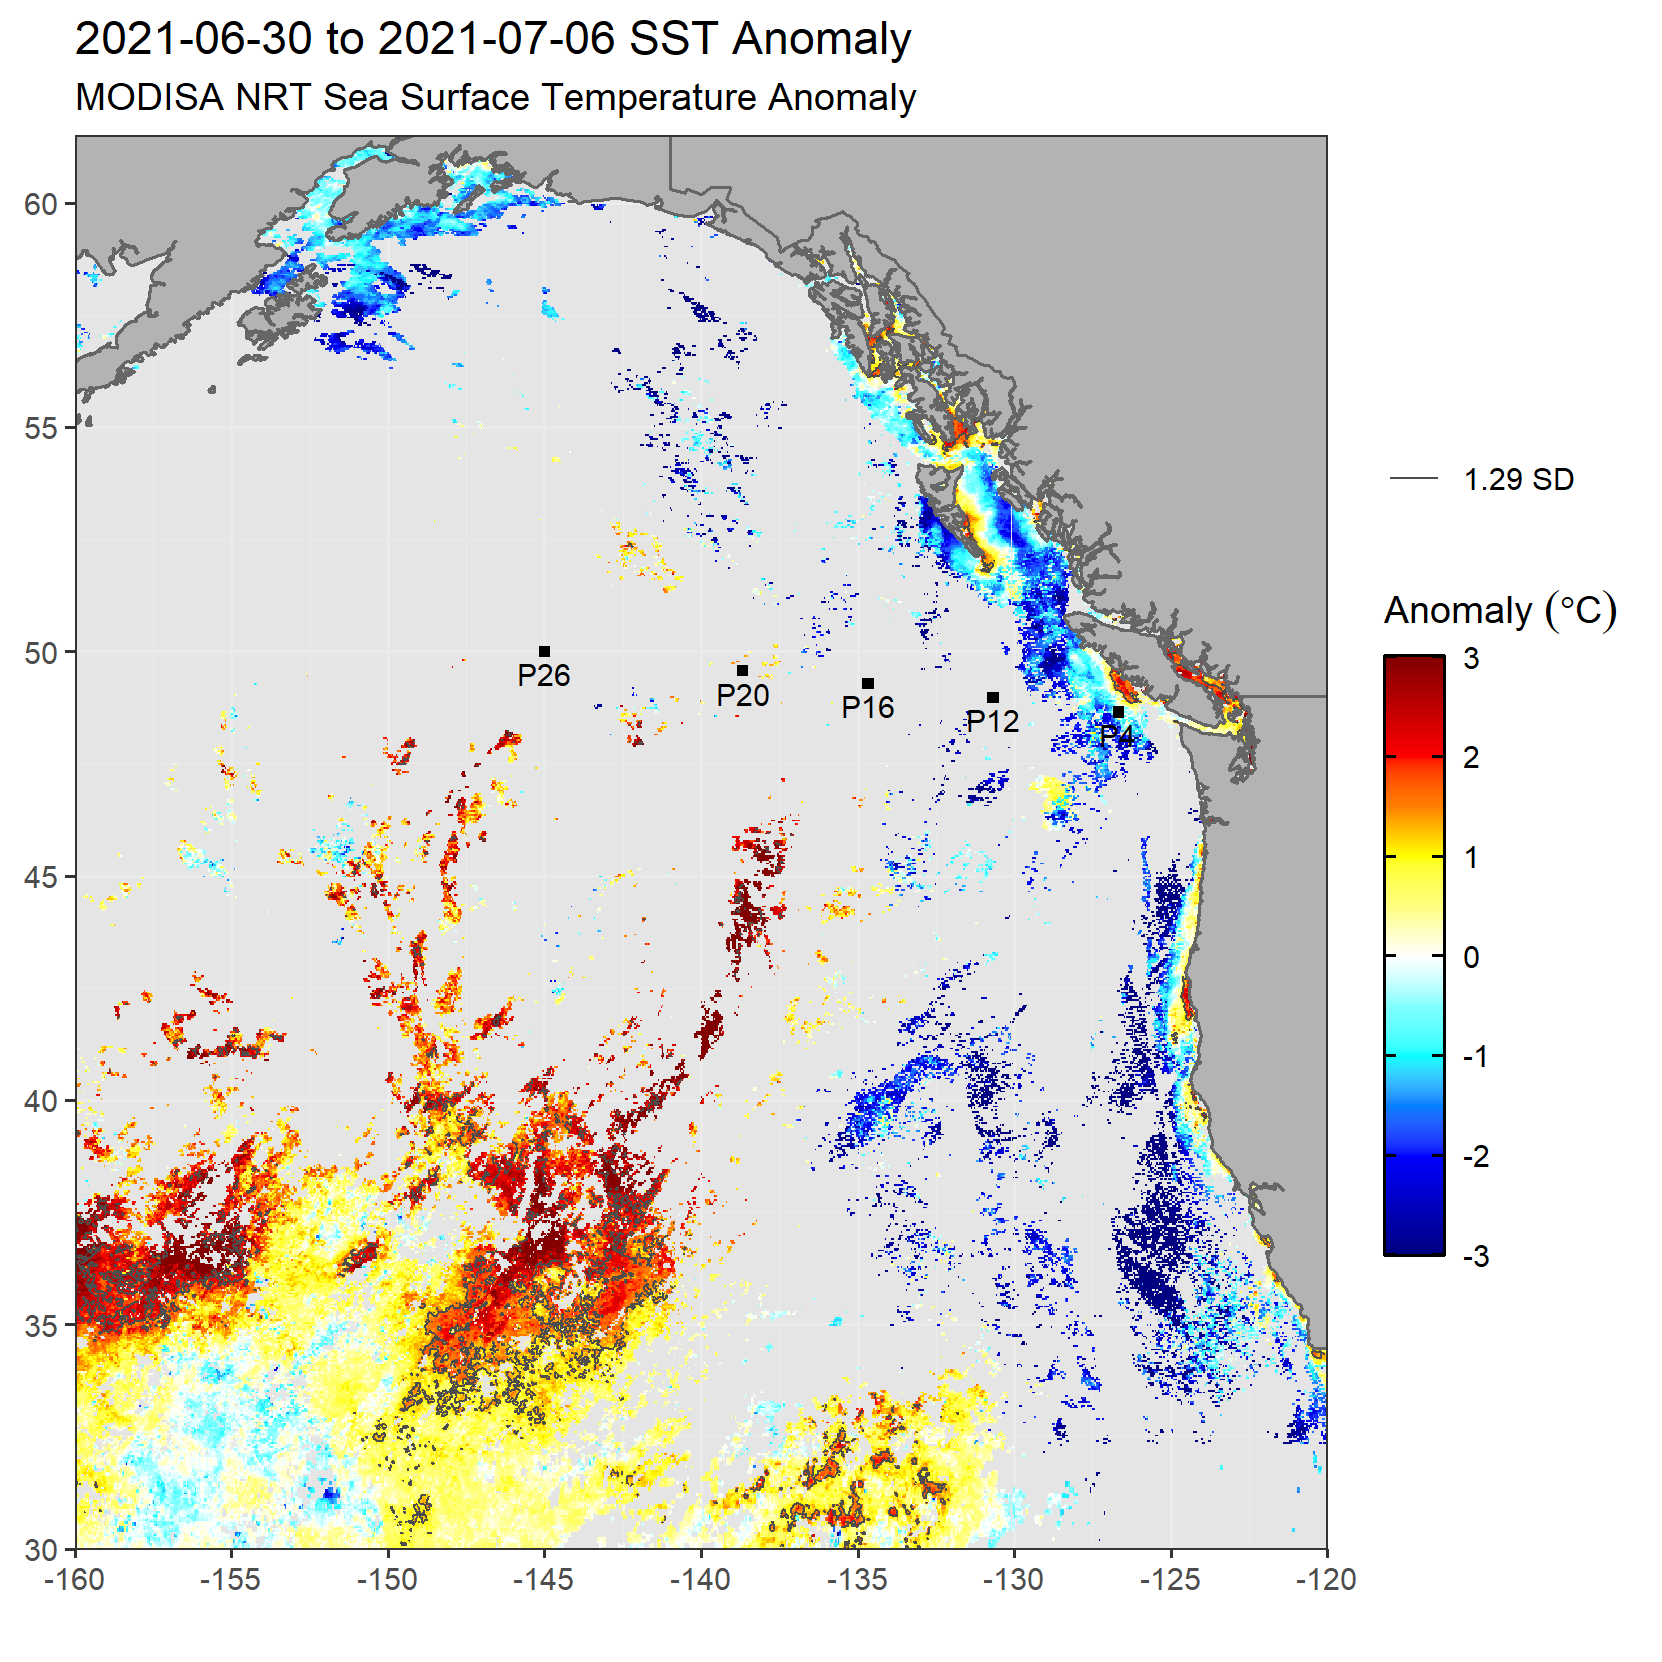 2021-06-30 to 2021-07-06 SST Anomaly
MODISA NRT Sea Surface Temperature Anomaly
60
55
50
45
40
35
30
-160
-155
-150
-145
-140
-135
-130
-125
-120
P26
P20
P16
P12
P4
1.29 SD
Anomaly (°C)
3
2
1
0
-1
-2
-3